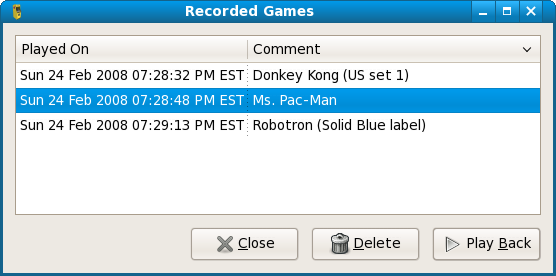 Recorded Games
Played On Comment
Sun 24 Feb 2008 07:28:32 PM EST Donkey Kong (US set 1)
Sun 24 Feb 2008 07:28:48 PM EST Ms. Pac-Man
Sun 24 Feb 2008 07:29:13 PM EST Robotron (Solid Blue label)
Close Delete Play Back